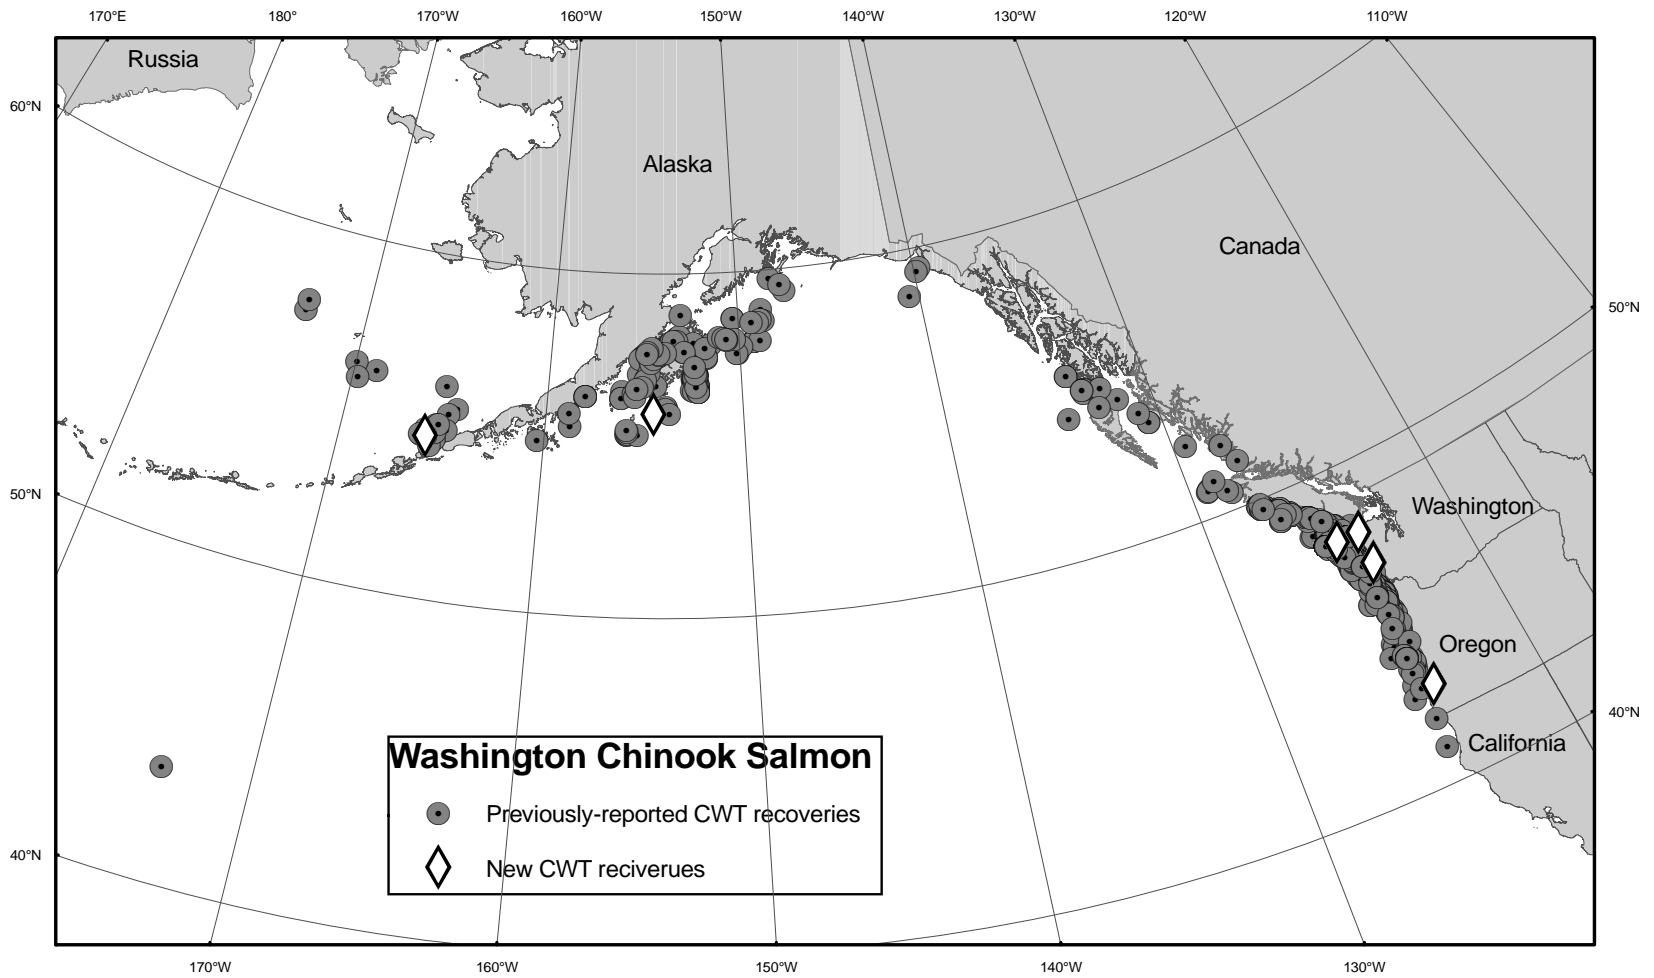 170°E 180° 170°W 160°W 150°W 140°W 130°W 120°W 110°W
Russia
60°N
Alaska
Canada
50°N
50°N
Washington
Oregon
40°N
California
Washington Chinook Salmon
Previously-reported CWT recoveries
40°N
New CWT reciverues
170°W 160°W 150°W 140°W 130°W